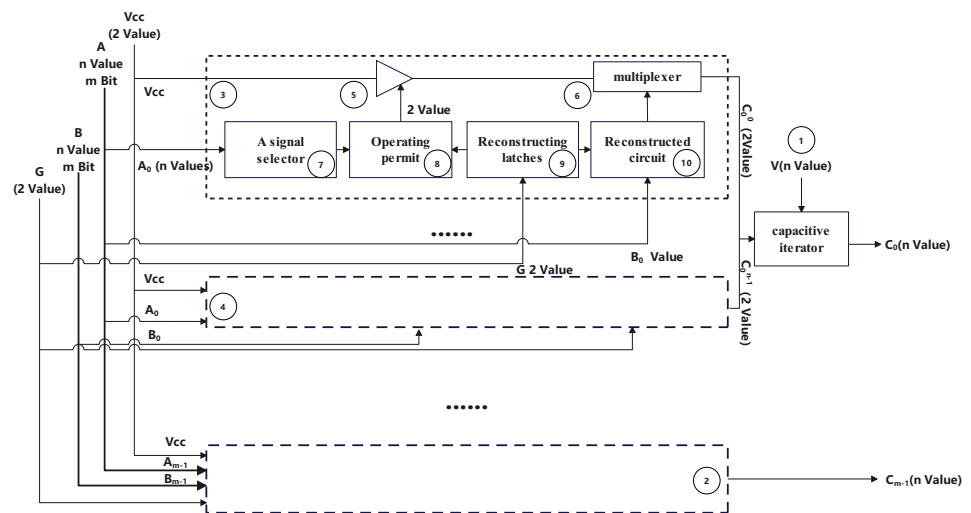 Vcc
(2 Value)
A
n Value
m Bit
B
n Value
m Bit
G
(2 Value)
Vcc
3
5
6
multiplexer
2 Value
A signal
selector
7
Operating
permit
8
Reconstructing
latches
9
Reconstructed
circuit
10
A0 (n Values)
C0^0 (2Value)
1
V(n Value)
capacitive
iterator
C0(n Value)
......
B0 Value
G 2 Value
Vcc
4
A0
B0
C0^n-1 (2 Value)
......
Vcc
Am-1
Bm-1
2
Cm-1(n Value)